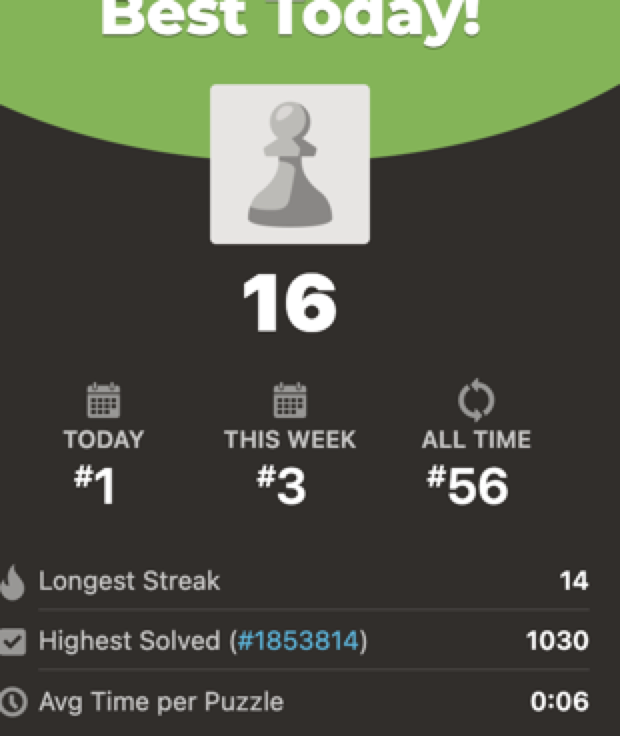 Best Today!
16
TODAY THIS WEEK ALL TIME
#1 #3 #56
Longest Streak 14
Highest Solved (#1853814) 1030
Avg Time per Puzzle 0:06